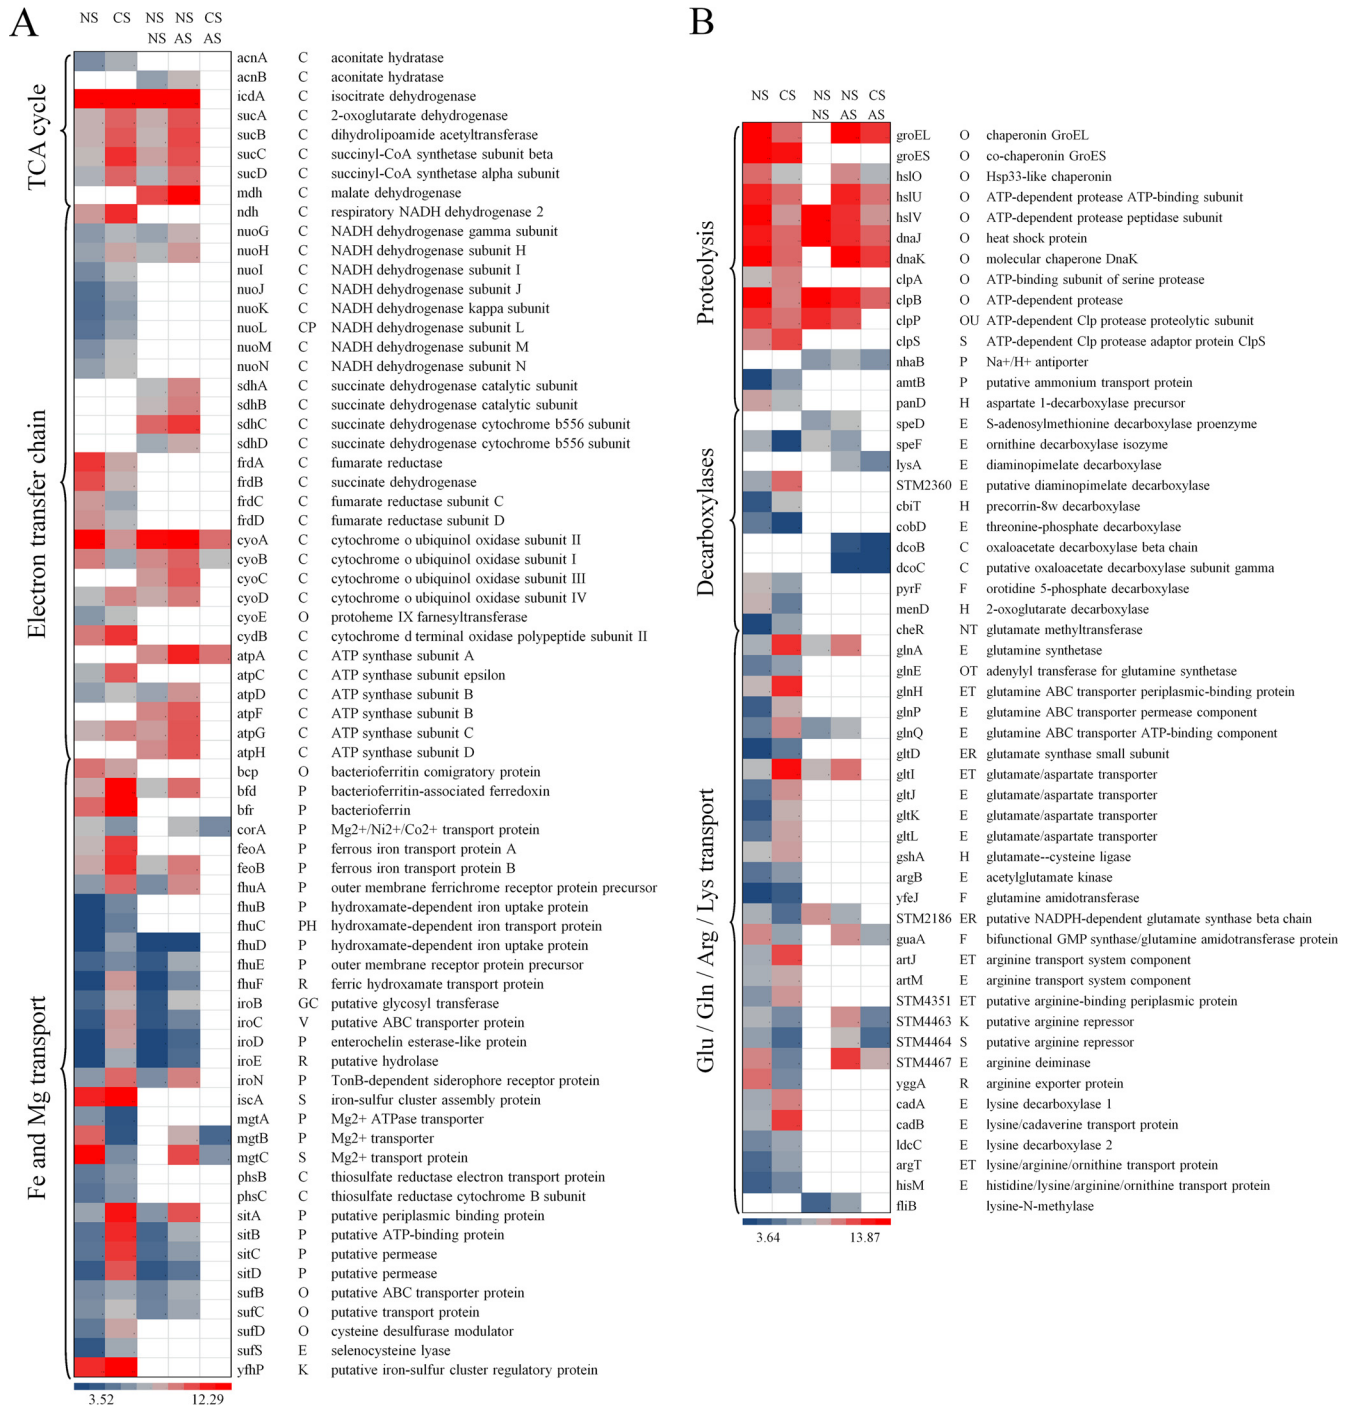 A
NS CS NS NS CS
NS AS AS
TCA cycle
acnA C aconitate hydratase
acnB C aconitate hydratase
icdA C isocitrate dehydrogenase
sucA C 2-oxoglutarate dehydrogenase
sucB C dihydrolipoamide acetyltransferase
sucC C succinyl-CoA synthetase subunit beta
sucD C succinyl-CoA synthetase alpha subunit
mdh C malate dehydrogenase
Electron transfer chain
ndh C respiratory NADH dehydrogenase 2
nuoG C NADH dehydrogenase gamma subunit
nuoH C NADH dehydrogenase subunit H
nuoI C NADH dehydrogenase subunit I
nuoJ C NADH dehydrogenase subunit J
nuoK C NADH dehydrogenase kappa subunit
nuoL CP NADH dehydrogenase subunit L
nuoM C NADH dehydrogenase subunit M
nuoN C NADH dehydrogenase subunit N
sdhA C succinate dehydrogenase catalytic subunit
sdhB C succinate dehydrogenase catalytic subunit
sdhC C succinate dehydrogenase cytochrome b556 subunit
sdhD C succinate dehydrogenase cytochrome b556 subunit
frdA C fumarate reductase
frdB C succinate dehydrogenase
frdC C fumarate reductase subunit C
frdD C fumarate reductase subunit D
cyoA C cytochrome o ubiquinol oxidase subunit II
cyoB C cytochrome o ubiquinol oxidase subunit I
cyoC C cytochrome o ubiquinol oxidase subunit III
cyoD C cytochrome o ubiquinol oxidase subunit IV
cyoE O protoheme IX farnesyltransferase
cydB C cytochrome d terminal oxidase polypeptide subunit II
atpA C ATP synthase subunit A
atpC C ATP synthase subunit epsilon
atpD C ATP synthase subunit B
atpF C ATP synthase subunit B
atpG C ATP synthase subunit C
atpH C ATP synthase subunit D
Fe and Mg transport
bcp O bacterioferritin comigratory protein
bfd P bacterioferritin-associated ferredoxin
bfr P bacterioferrin
corA P Mg2+/Ni2+/Co2+ transport protein
feoA P ferrous iron transport protein A
feoB P ferrous iron transport protein B
fhuA P outer membrane ferrichrome receptor protein precursor
fhuB P hydroxamate-dependent iron uptake protein
fhuC PH hydroxamate-dependent iron transport protein
fhuD P hydroxamate-dependent iron uptake protein
fhuE P outer membrane receptor protein precursor
fhuF R ferric hydroxamate transport protein
iroB GC putative glycosyl transferase
iroC V putative ABC transporter protein
iroD P enterochelin esterase-like protein
iroE R putative hydrolase
iroN P TonB-dependent siderophore receptor protein
iscA S iron-sulfur cluster assembly protein
mgtA P Mg2+ ATPase transporter
mgtB P Mg2+ transporter
mgtC S Mg2+ transport protein
phsB C thiosulfate reductase electron transport protein
phsC C thiosulfate reductase cytochrome B subunit
sitA P putative periplasmic binding protein
sitB P putative ATP-binding protein
sitC P putative permease
sitD P putative permease
sufB O putative ABC transporter protein
sufC O putative transport protein
sufD O cysteine desulfurase modulator
sufS E selenocysteine lyase
yfhP K putative iron-sulfur cluster regulatory protein
3.52 12.29
B
NS CS NS NS CS
NS AS AS
Proteolysis
groEL O chaperonin GroEL
groES O co-chaperonin GroES
hslO O Hsp33-like chaperonin
hslU O ATP-dependent protease ATP-binding subunit
hslV O ATP-dependent protease peptidase subunit
dnaJ O heat shock protein
dnaK O molecular chaperone DnaK
clpA O ATP-binding subunit of serine protease
clpB O ATP-dependent protease
clpP OU ATP-dependent Clp protease proteolytic subunit
clpS S ATP-dependent Clp protease adaptor protein ClpS
nhaB P Na+/H+ antiporter
amtB P putative ammonium transport protein
panD H aspartate 1-decarboxylase precursor
Decarboxylases
speD E S-adenosylmethionine decarboxylase proenzyme
speF E ornithine decarboxylase isozyme
lysA E diaminopimelate decarboxylase
STM2360 E putative diaminopimelate decarboxylase
cbiT H precorrin-8w decarboxylase
cobD E threonine-phosphate decarboxylase
dcoB C oxaloacetate decarboxylase beta chain
dcoC C putative oxaloacetate decarboxylase subunit gamma
pyrF F orotidine 5-phosphate decarboxylase
menD H 2-oxoglutarate decarboxylase
cheR NT glutamate methyltransferase
Glu / Gln / Arg / Lys transport
glnA E glutamine synthetase
glnE OT adenylyl transferase for glutamine synthetase
glnH ET glutamine ABC transporter periplasmic-binding protein
glnP E glutamine ABC transporter permease component
glnQ E glutamine ABC transporter ATP-binding component
gltD ER glutamate synthase small subunit
gltI ET glutamate/aspartate transporter
gltJ E glutamate/aspartate transporter
gltK E glutamate/aspartate transporter
gltL E glutamate/aspartate transporter
gshA H glutamate--cysteine ligase
argB E acetylglutamate kinase
yfeJ F glutamine amidotransferase
STM2186 ER putative NADPH-dependent glutamate synthase beta chain
guaA F bifunctional GMP synthase/glutamine amidotransferase protein
artJ ET arginine transport system component
artM E arginine transport system component
STM4351 ET putative arginine-binding periplasmic protein
STM4463 K putative arginine repressor
STM4464 S putative arginine repressor
STM4467 E arginine deiminase
yggA R arginine exporter protein
cadA E lysine decarboxylase 1
cadB E lysine/cadaverine transport protein
ldcC E lysine decarboxylase 2
argT ET lysine/arginine/ornithine transport protein
hisM E histidine/lysine/arginine/ornithine transport protein
fliB lysine-N-methylase
3.64 13.87